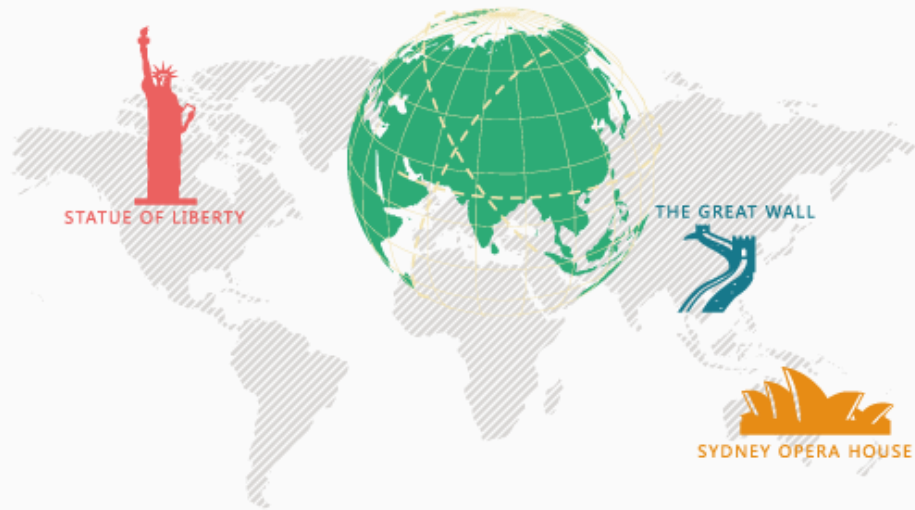 STATUE OF LIBERTY
THE GREAT WALL
SYDNEY OPERA HOUSE